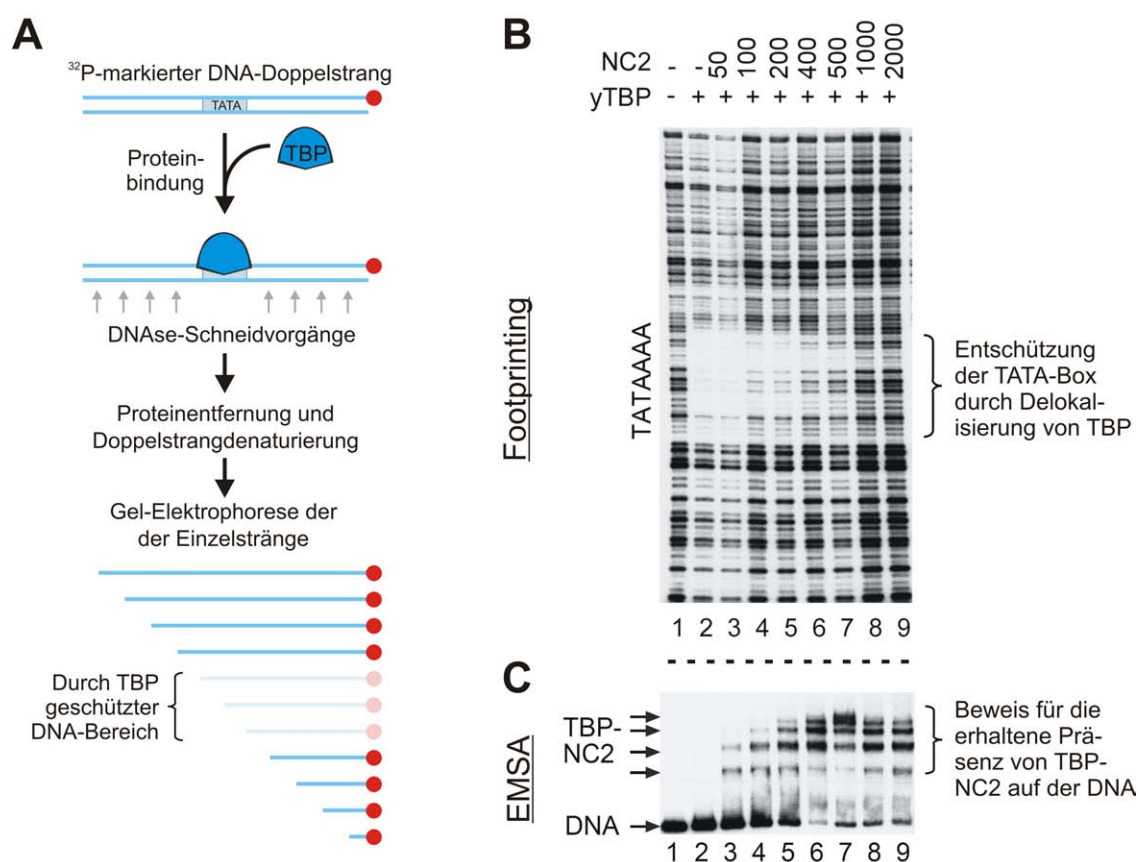 A
³²P-markierter DNA-Doppelstrang
TATA
Protein-
bindung
TBP
DNAse-Schneidvorgänge
Proteinentfernung und
Doppelstrangdenaturierung
Gel-Elektrophorese der
der Einzelstränge
Durch TBP
geschützter
DNA-Bereich
B
NC2 - - 50 100 200 400 500 1000 2000
yTBP - + + + + + + + +
Footprinting
TATAAAA
Entschützung
der TATA-Box
durch Delokal-
isierung von TBP
1 2 3 4 5 6 7 8 9
C
EMSA
TBP-
NC2
DNA
Beweis für die
erhaltene Prä-
senz von TBP-
NC2 auf der DNA
1 2 3 4 5 6 7 8 9